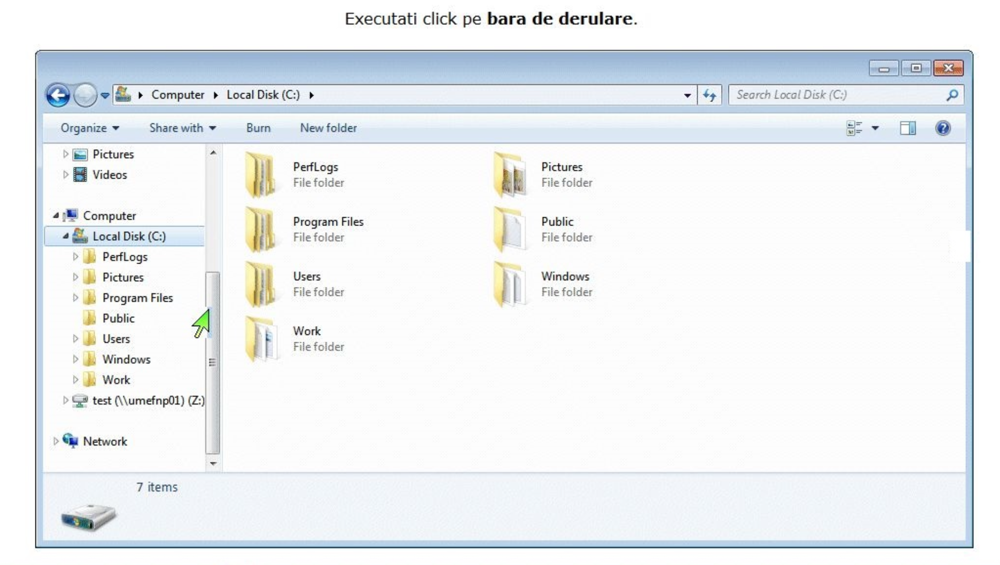 Executati click pe bara de derulare.
Computer Local Disk (C:)
Search Local Disk (C:)
Organize Share with Burn New folder
Pictures
Videos
Computer
Local Disk (C:)
PerfLogs
Pictures
Program Files
Public
Users
Windows
Work
test (\\umefnp01) (Z:)
Network
PerfLogs
File folder
Pictures
File folder
Program Files
File folder
Public
File folder
Users
File folder
Windows
File folder
Work
File folder
7 items